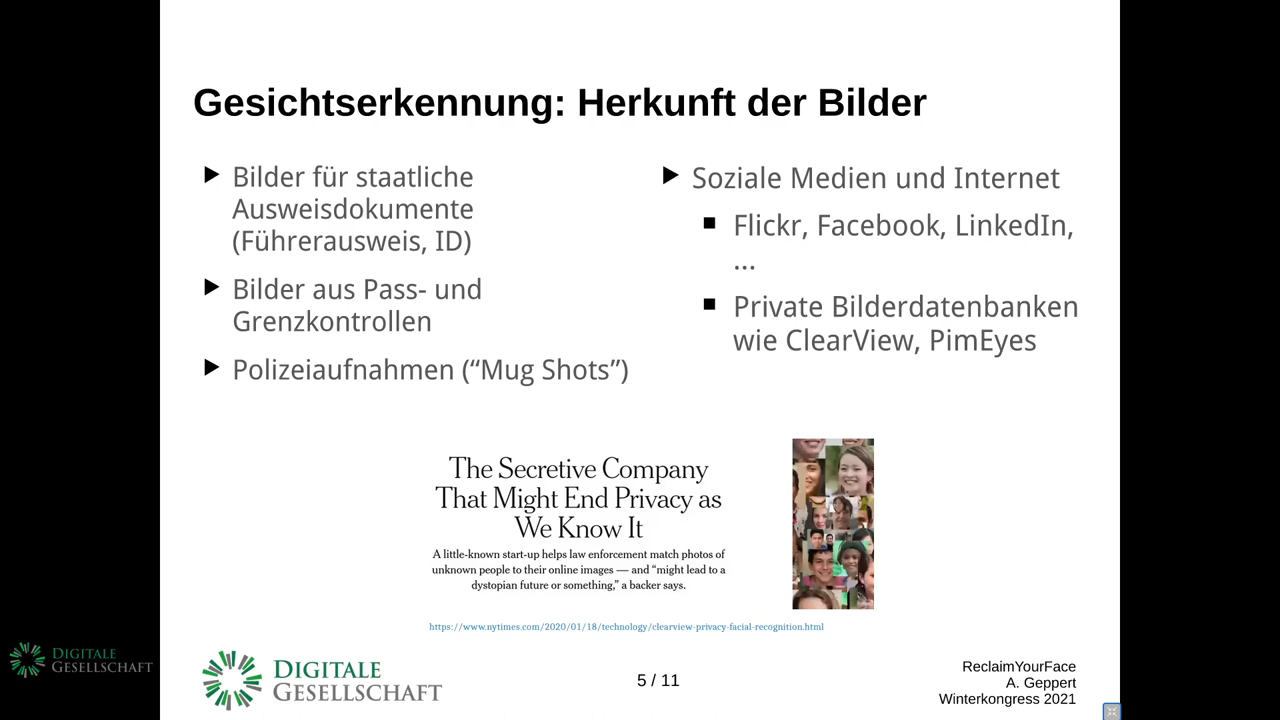 Gesichtserkennung: Herkunft der Bilder
Bilder für staatliche
Ausweisdokumente
(Führerausweis, ID)
Bilder aus Pass- und
Grenzkontrollen
Polizeiaufnahmen (“Mug Shots”)
Soziale Medien und Internet
Flickr, Facebook, LinkedIn,
...
Private Bilderdatenbanken
wie ClearView, PimEyes
The Secretive Company
That Might End Privacy as
We Know It
A little-known start-up helps law enforcement match photos of
unknown people to their online images — and “might lead to a
dystopian future or something,” a backer says.
https://www.nytimes.com/2020/01/18/technology/clearview-privacy-facial-recognition.html
DIGITALE
GESELLSCHAFT
DIGITALE
GESELLSCHAFT
5 / 11
ReclaimYourFace
A. Geppert
Winterkongress 2021